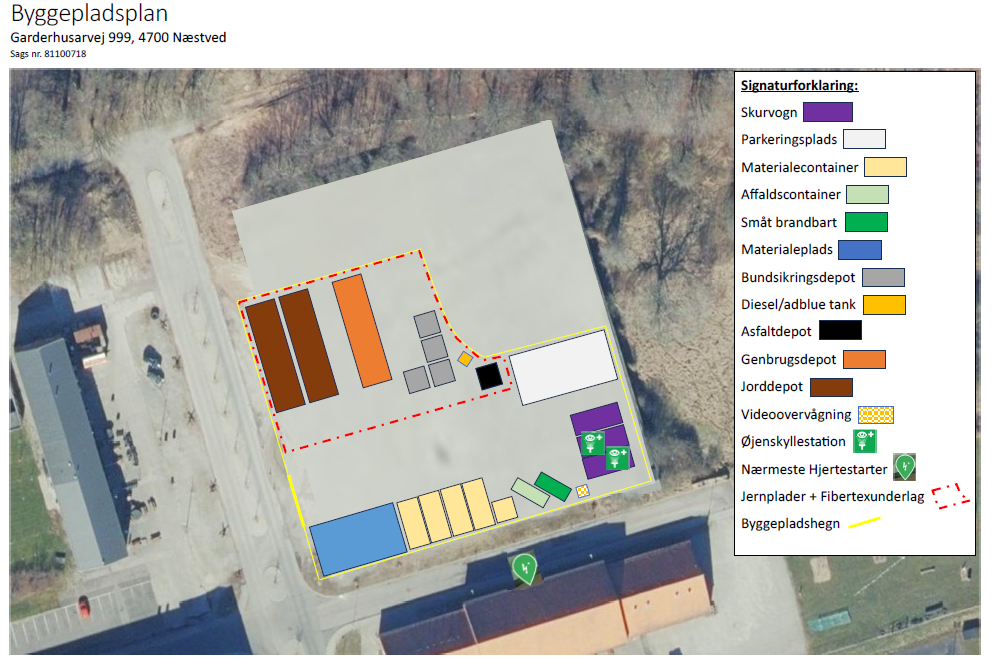 Byggepladsplan
Garderhusarvej 999, 4700 Næstved
Sags nr. 81100718
Signaturforklaring:
Skurvogn
Parkeringsplads
Materialecontainer
Affaldscontainer
Småt brandbart
Materialeplads
Bundsikringsdepot
Diesel/adblue tank
Asfaltdepot
Genbrugsdepot
Jorddepot
Videoovervågning
Øjenskyllestation
Nærmeste Hjertestarter
Jernplader + Fibertexunderlag
Byggepladshegn